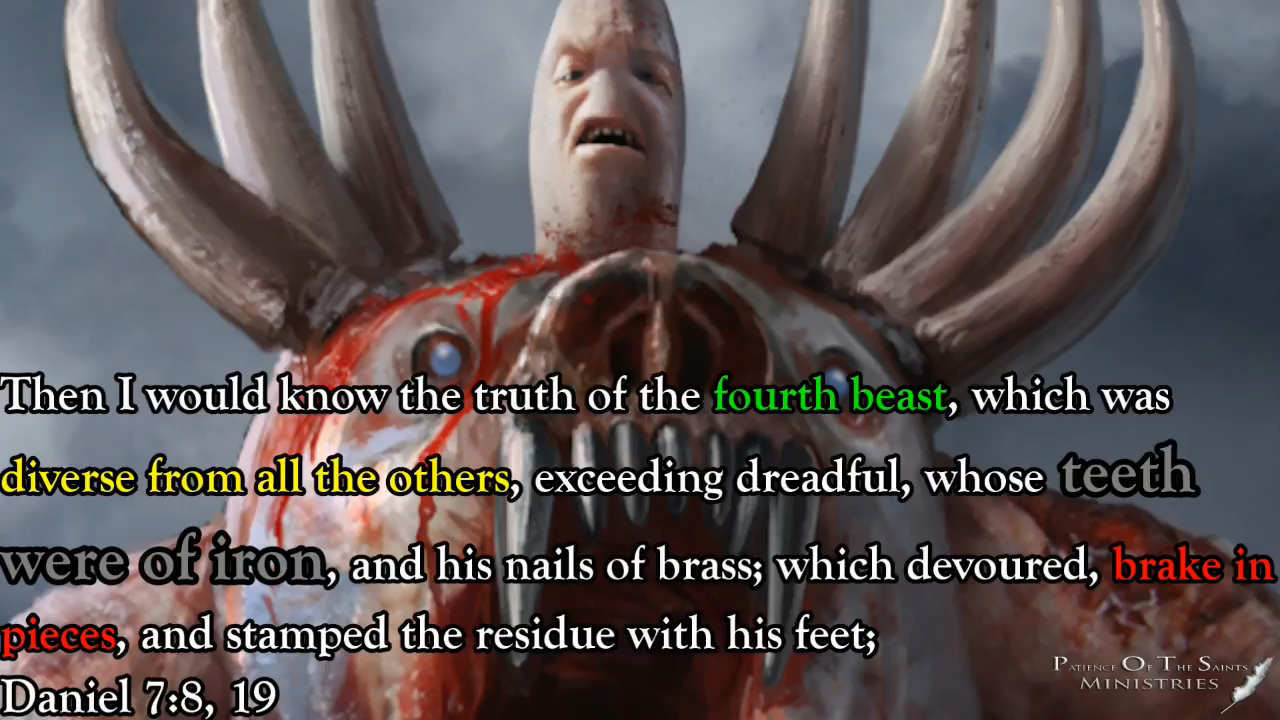 Then I would know the truth of the fourth beast, which was
diverse from all the others, exceeding dreadful, whose teeth
were of iron, and his nails of brass; which devoured, brake in
pieces, and stamped the residue with his feet;
Daniel 7:8, 19
Patience Of The Saints
Ministries